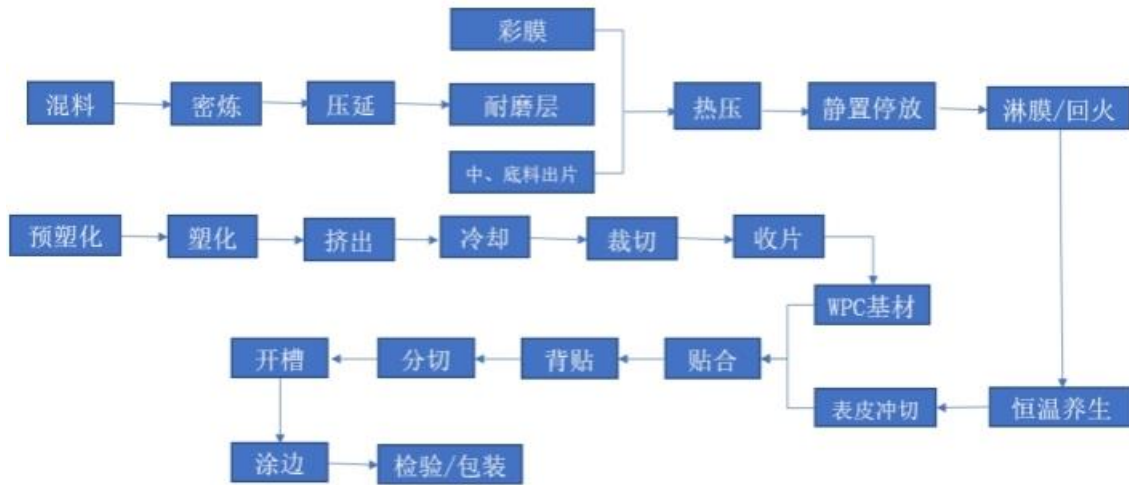 彩膜
混料
密炼
压延
耐磨层
热压
静置停放
淋膜/回火
中、底料出片
预塑化
塑化
挤出
冷却
裁切
收片
WPC基材
开槽
分切
背贴
贴合
表皮冲切
恒温养生
涂边
检验/包装